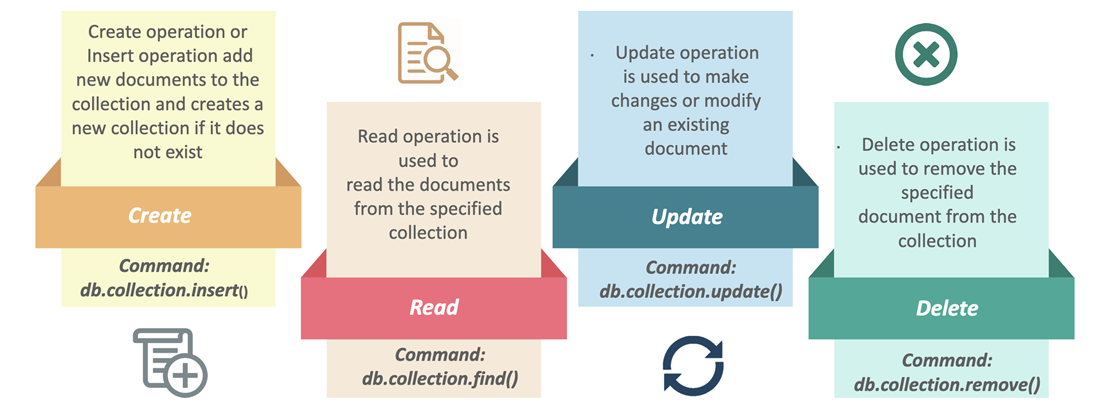 Create operation or
Insert operation add
new documents to the
collection and creates a
new collection if it does
not exist
Create
Command:
db.collection.insert()
Read operation is
used to
read the documents
from the specified
collection
Read
Command:
db.collection.find()
· Update operation
is used to make
changes or modify
an existing
document
Update
Command:
db.collection.update()
· Delete operation is
used to remove the
specified
document from the
collection
Delete
Command:
db.collection.remove()